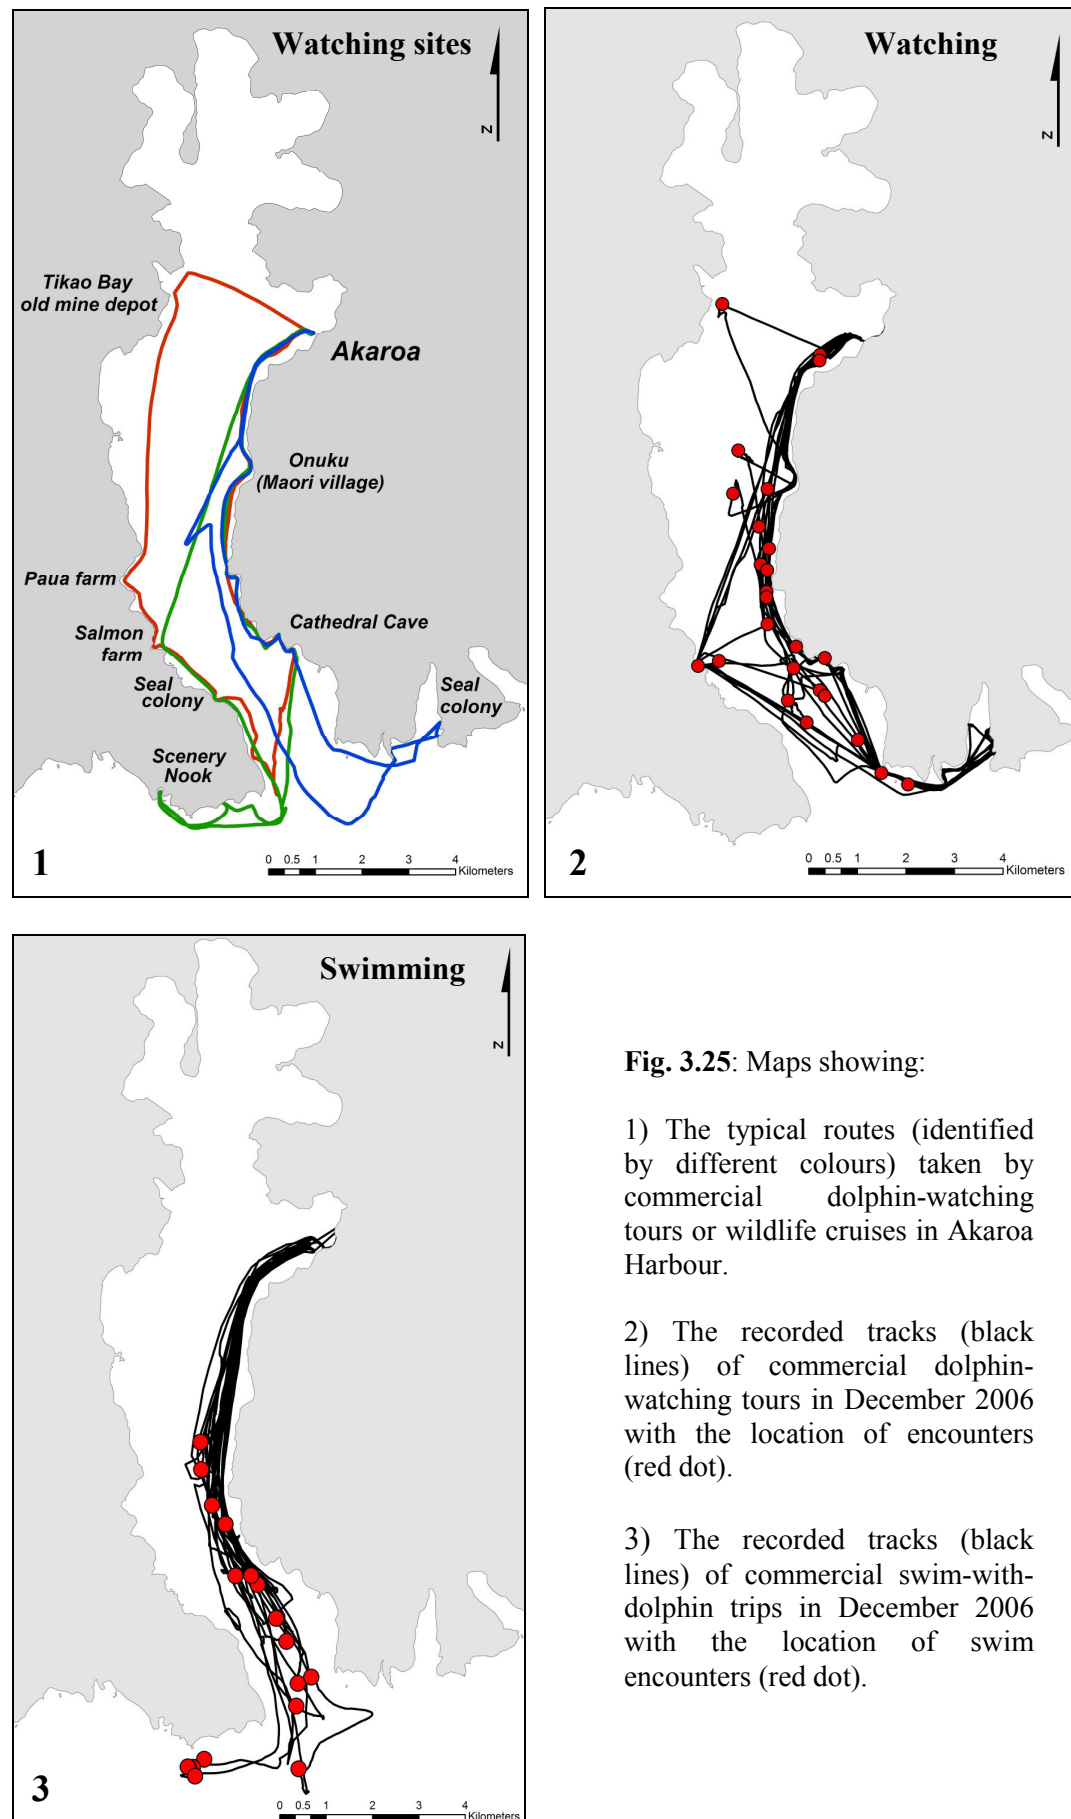 Watching sites
N
Tikao Bay
old mine depot
Akaroa
Onuku
(Maori village)
Paua farm
Salmon
farm
Cathedral Cave
Seal
colony
Seal
colony
Scenery
Nook
0 0.5 1 2 3 4
Kilometers
1
Watching
N
0 0.5 1 2 3 4
Kilometers
2
Swimming
N
0 0.5 1 2 3 4
Kilometers
3
Fig. 3.25: Maps showing:
1) The typical routes (identified
by different colours) taken by
commercial dolphin-watching
tours or wildlife cruises in Akaroa
Harbour.
2) The recorded tracks (black
lines) of commercial dolphin-
watching tours in December 2006
with the location of encounters
(red dot).
3) The recorded tracks (black
lines) of commercial swim-with-
dolphin trips in December 2006
with the location of swim
encounters (red dot).